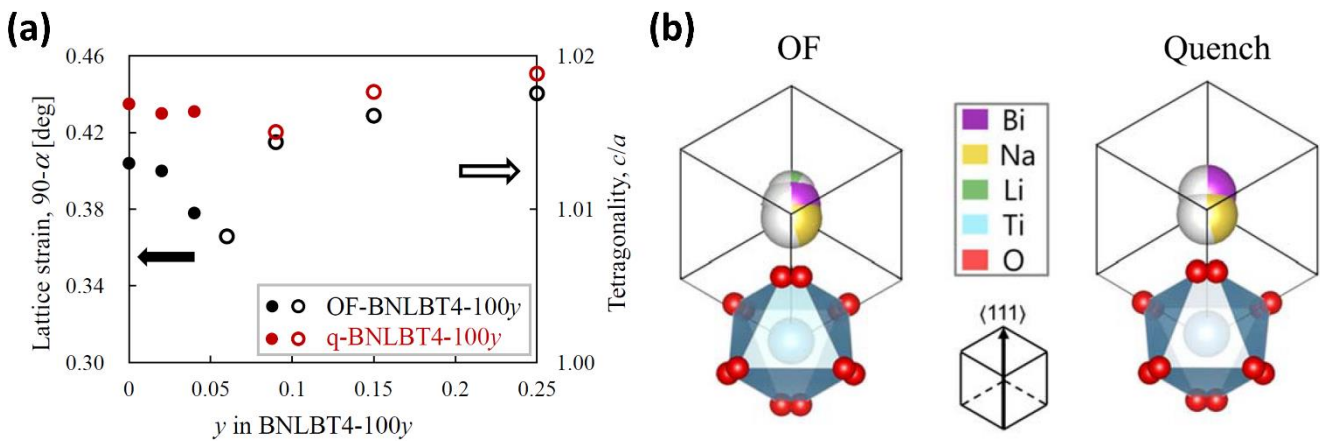 (a)
Lattice strain, 90-α [deg]
0.46
0.42
0.38
0.34
0.30
1.02
1.01
1.00
Tetragonality, c/a
OF-BNLBT4-100y
q-BNLBT4-100y
0
0.05
0.1
0.15
0.2
0.25
y in BNLBT4-100y
(b)
OF
Quench
Bi
Na
Li
Ti
O
⟨111⟩